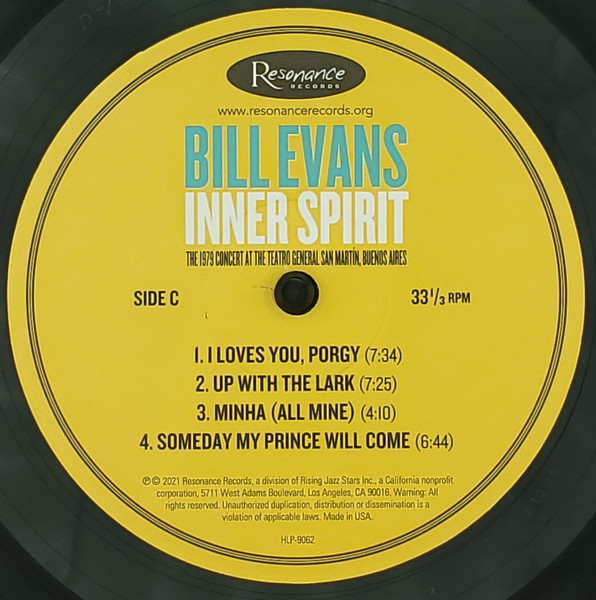 Resonance
RECORDS
www.resonancerecords.org
BILL EVANS
INNER SPIRIT
THE 1979 CONCERT AT THE TEATRO GENERAL SAN MARTÍN, BUENOS AIRES
SIDE C
33 1/3 RPM
1. I LOVES YOU, PORGY (7:34)
2. UP WITH THE LARK (7:25)
3. MINHA (ALL MINE) (4:10)
4. SOMEDAY MY PRINCE WILL COME (6:44)
℗ © 2021 Resonance Records, a division of Rising Jazz Stars Inc., a California nonprofit
corporation, 5711 West Adams Boulevard, Los Angeles, CA 90016. Warning: All
rights reserved. Unauthorized duplication, distribution or dissemination is a
violation of applicable laws. Made in USA.
HLP-9062